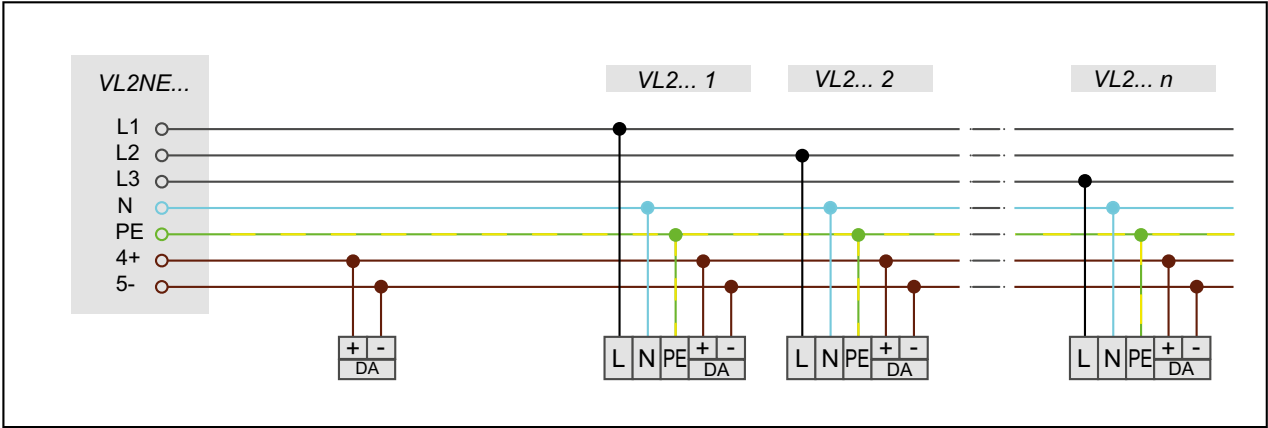 VL2NE...
VL2... 1
VL2... 2
VL2... n
L1
L2
L3
N
PE
4+
5-
+ -
DA
L N PE + -
DA
L N PE + -
DA
L N PE + -
DA